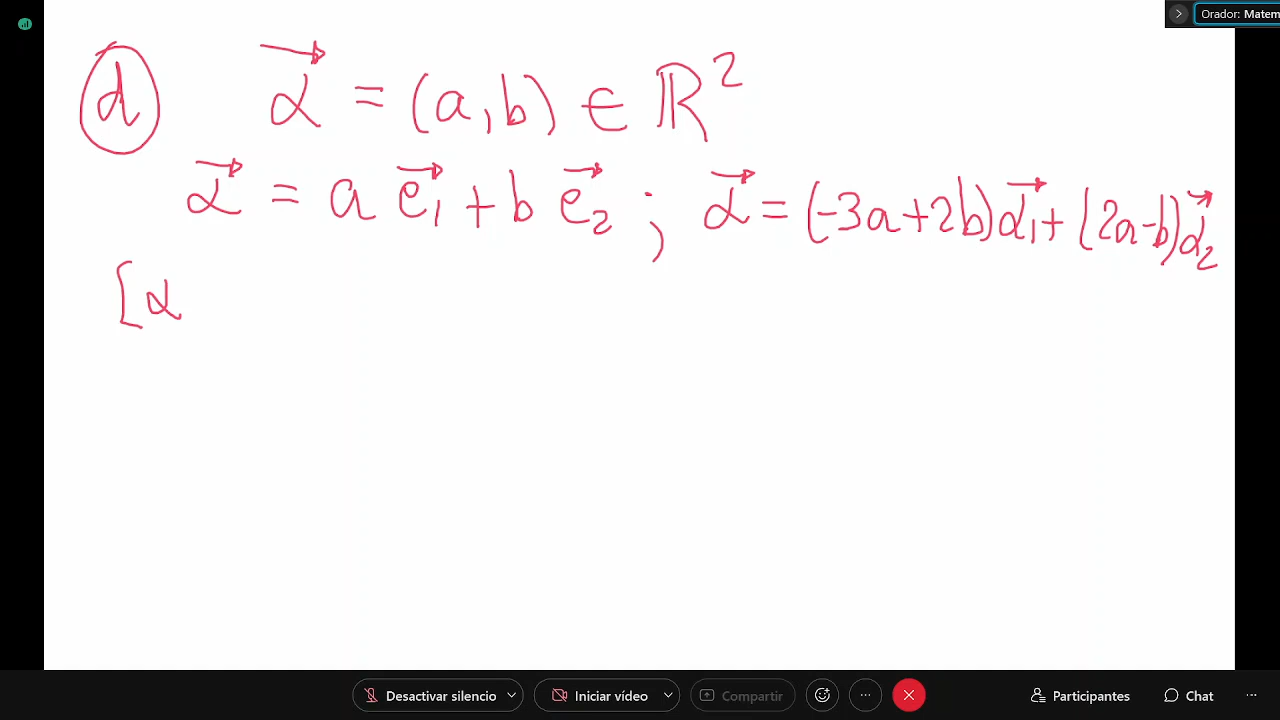 Orador: Matem
d α⃗ = (a,b) ∈ ℝ²
α⃗ = a e⃗₁ + b e⃗₂ ; α⃗ = (-3a+2b)α⃗₁ + (2a-b)α⃗₂
[α
Desactivar silencio Iniciar vídeo Compartir Participantes Chat